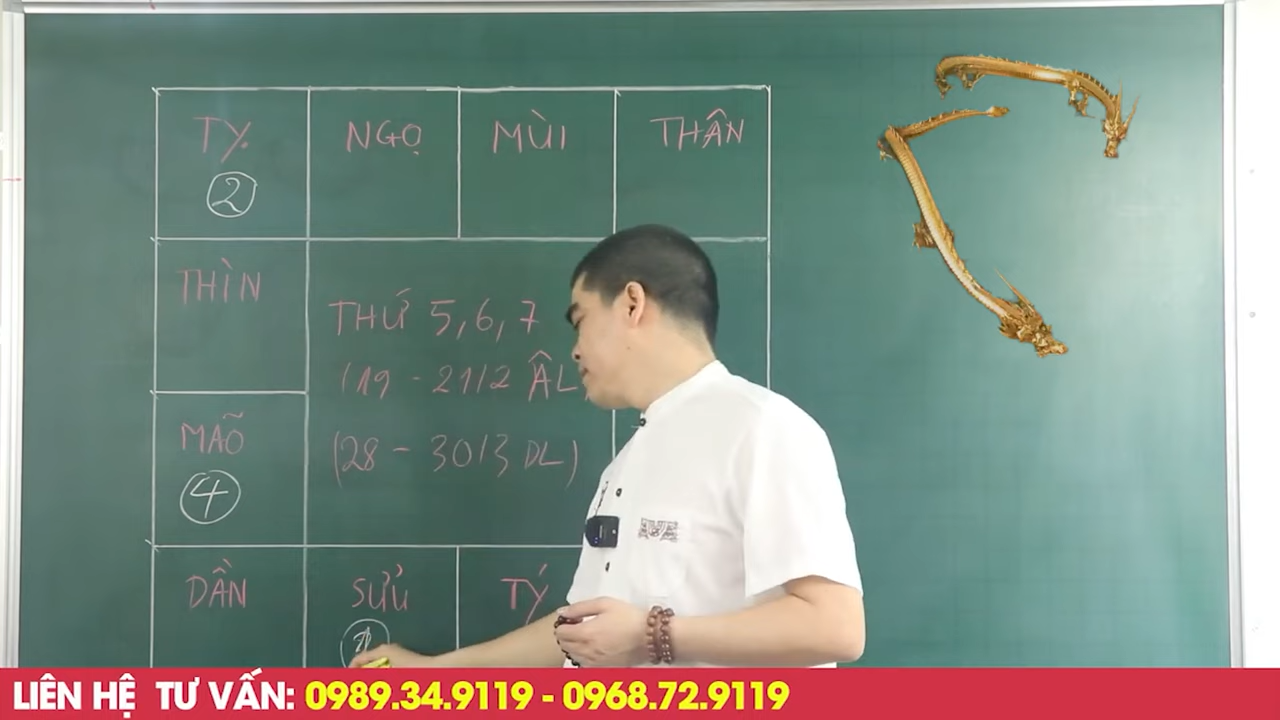 TỴ NGỌ MÙI THÂN
2
THÌN
THỨ 5, 6, 7
(19 - 21/2 ÂL
MÃO
(28 - 30/3 DL)
4
DẦN SỬU TÝ
1
LIÊN HỆ TƯ VẤN: 0989.34.9119 - 0968.72.9119